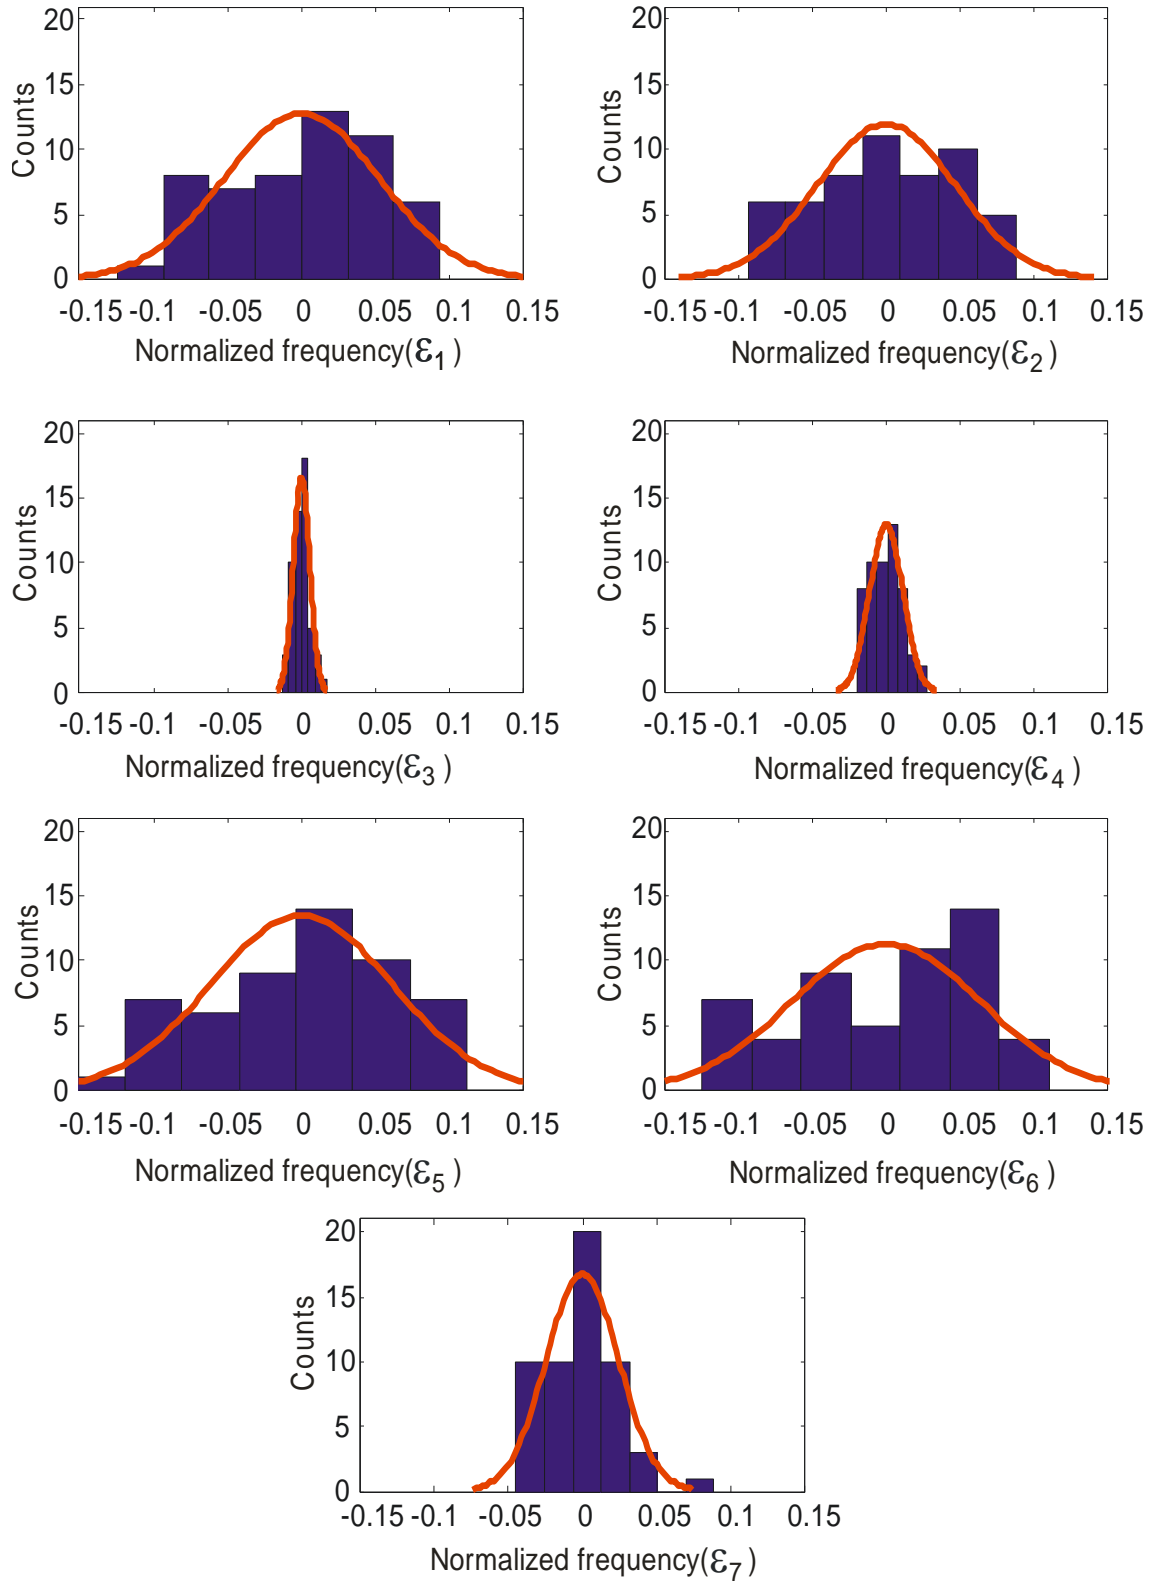 20
15
10
5
0
Counts
-0.15 -0.1 -0.05 0 0.05 0.1 0.15
Normalized frequency(ε1)
20
15
10
5
0
Counts
-0.15 -0.1 -0.05 0 0.05 0.1 0.15
Normalized frequency(ε2)
20
15
10
5
0
Counts
-0.15 -0.1 -0.05 0 0.05 0.1 0.15
Normalized frequency(ε3)
20
15
10
5
0
Counts
-0.15 -0.1 -0.05 0 0.05 0.1 0.15
Normalized frequency(ε4)
20
15
10
5
0
Counts
-0.15 -0.1 -0.05 0 0.05 0.1 0.15
Normalized frequency(ε5)
20
15
10
5
0
Counts
-0.15 -0.1 -0.05 0 0.05 0.1 0.15
Normalized frequency(ε6)
20
15
10
5
0
Counts
-0.15 -0.1 -0.05 0 0.05 0.1 0.15
Normalized frequency(ε7)